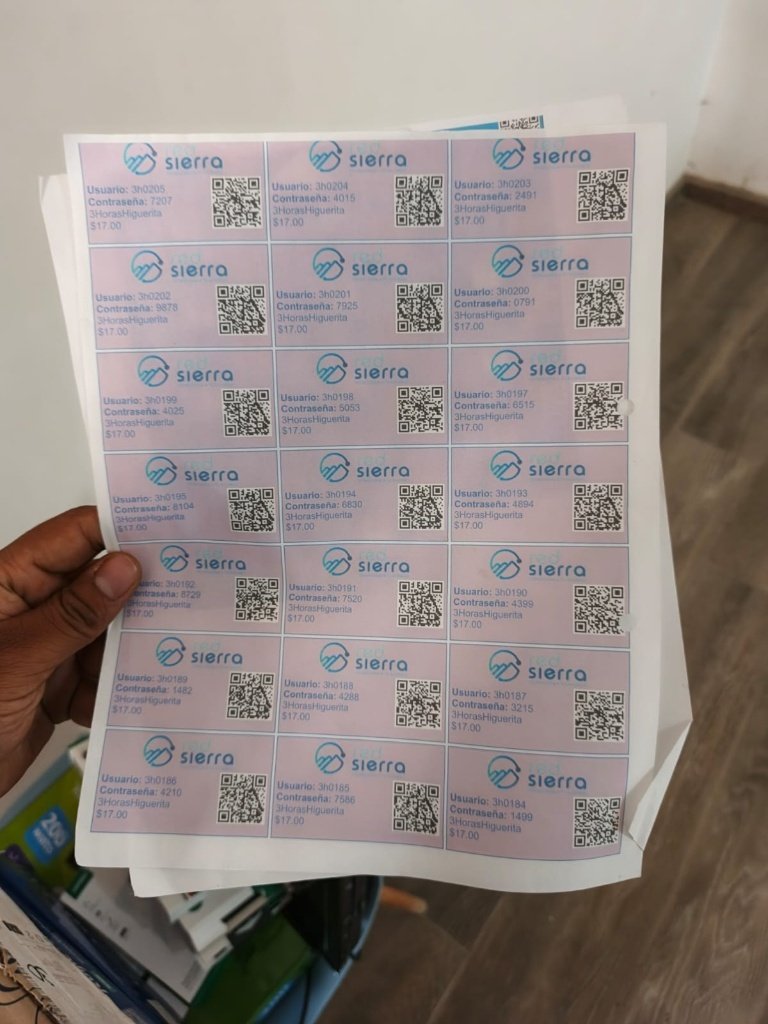 red
sierra
Usuario: 3h0205
Contraseña: 7207
3HorasHiguerita
$17.00
red
sierra
Usuario: 3h0204
Contraseña: 4015
3HorasHiguerita
$17.00
red
sierra
Usuario: 3h0203
Contraseña: 2491
3HorasHiguerita
$17.00
red
sierra
Usuario: 3h0202
Contraseña: 9878
3HorasHiguerita
$17.00
red
sierra
Usuario: 3h0201
Contraseña: 7925
3HorasHiguerita
$17.00
red
sierra
Usuario: 3h0200
Contraseña: 0791
3HorasHiguerita
$17.00
red
sierra
Usuario: 3h0199
Contraseña: 4025
3HorasHiguerita
$17.00
red
sierra
Usuario: 3h0198
Contraseña: 5053
3HorasHiguerita
$17.00
red
sierra
Usuario: 3h0197
Contraseña: 6515
3HorasHiguerita
$17.00
red
sierra
Usuario: 3h0195
Contraseña: 8104
3HorasHiguerita
$17.00
red
sierra
Usuario: 3h0194
Contraseña: 6830
3HorasHiguerita
$17.00
red
sierra
Usuario: 3h0193
Contraseña: 4894
3HorasHiguerita
$17.00
red
sierra
Usuario: 3h0192
Contraseña: 8729
3HorasHiguerita
$17.00
red
sierra
Usuario: 3h0191
Contraseña: 7520
3HorasHiguerita
$17.00
red
sierra
Usuario: 3h0190
Contraseña: 4399
3HorasHiguerita
$17.00
red
sierra
Usuario: 3h0189
Contraseña: 1482
3HorasHiguerita
$17.00
red
sierra
Usuario: 3h0188
Contraseña: 4288
3HorasHiguerita
$17.00
red
sierra
Usuario: 3h0187
Contraseña: 3215
3HorasHiguerita
$17.00
red
sierra
Usuario: 3h0186
Contraseña: 4210
3HorasHiguerita
$17.00
red
sierra
Usuario: 3h0185
Contraseña: 7586
3HorasHiguerita
$17.00
red
sierra
Usuario: 3h0184
Contraseña: 1499
3HorasHiguerita
$17.00
200